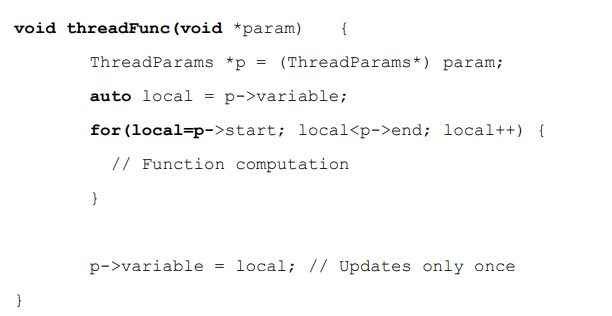 void threadFunc(void *param) {
ThreadParams *p = (ThreadParams*) param;
auto local = p->variable;
for(local=p->start; local<p->end; local++) {
// Function computation
}
p->variable = local; // Updates only once
}